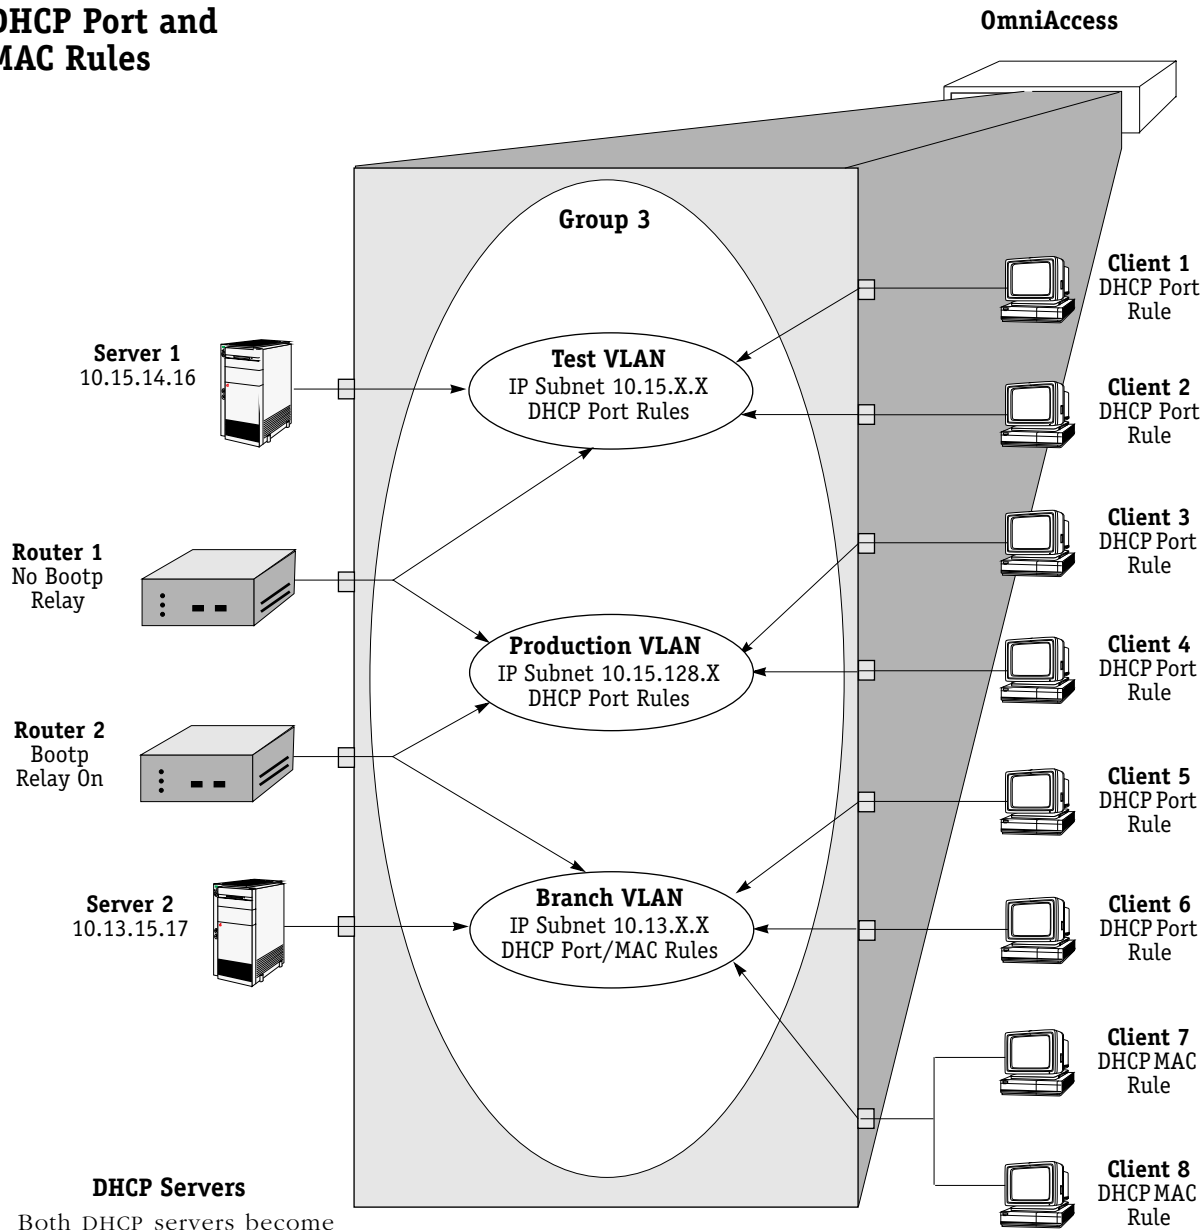 DHCP Port and
MAC Rules
OmniAccess
Group 3
Client 1
DHCP Port
Rule
Server 1
10.15.14.16
Test VLAN
IP Subnet 10.15.X.X
DHCP Port Rules
Client 2
DHCP Port
Rule
Client 3
DHCP Port
Rule
Router 1
No Bootp
Relay
Production VLAN
IP Subnet 10.15.128.X
DHCP Port Rules
Client 4
DHCP Port
Rule
Router 2
Bootp
Relay On
Client 5
DHCP Port
Rule
Server 2
10.13.15.17
Branch VLAN
IP Subnet 10.13.X.X
DHCP Port/MAC Rules
Client 6
DHCP Port
Rule
Client 7
DHCP MAC
Rule
Client 8
DHCP MAC
Rule
DHCP Servers
Both DHCP servers become